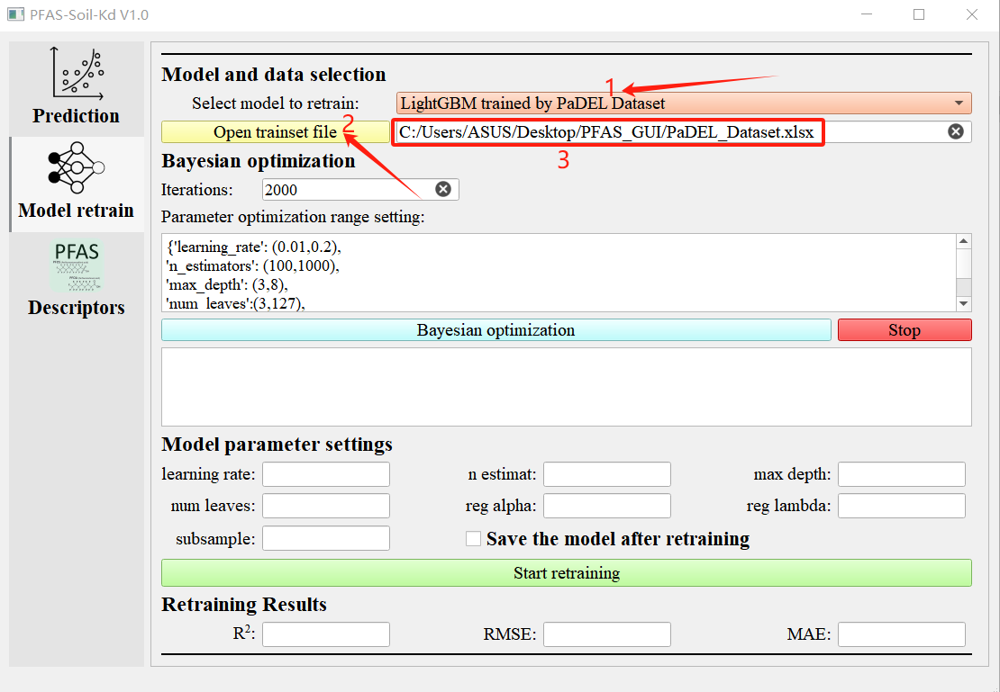 PFAS-Soil-Kd V1.0
Prediction
Model retrain
PFAS
Descriptors
Model and data selection
1
Select model to retrain: LightGBM trained by PaDEL Dataset
Open trainset file 2 C:/Users/ASUS/Desktop/PFAS_GUI/PaDEL_Dataset.xlsx
3
Bayesian optimization
Iterations: 2000
Parameter optimization range setting:
{'learning_rate': (0.01,0.2),
'n_estimators': (100,1000),
'max_depth': (3,8),
'num_leaves':(3,127),
Bayesian optimization Stop
Model parameter settings
learning rate: n estimat: max depth:
num leaves: reg alpha: reg lambda:
subsample: Save the model after retraining
Start retraining
Retraining Results
R²: RMSE: MAE: